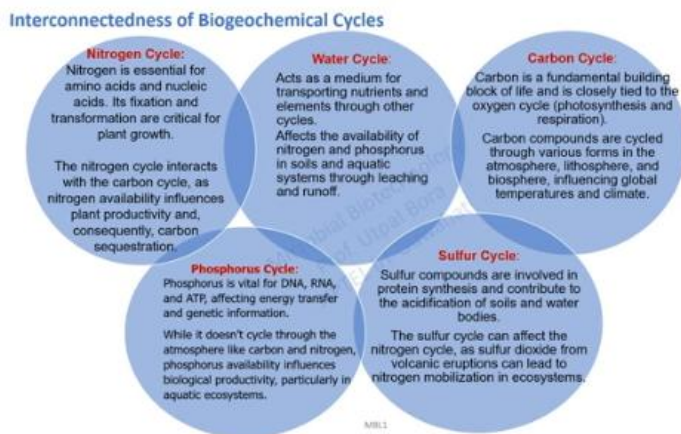 Interconnectedness of Biogeochemical Cycles
Nitrogen Cycle:
Nitrogen is essential for
amino acids and nucleic
acids. Its fixation and
transformation are critical for
plant growth.
The nitrogen cycle interacts
with the carbon cycle, as
nitrogen availability influences
plant productivity and,
consequently, carbon
sequestration.
Water Cycle:
Acts as a medium for
transporting nutrients and
elements through other
cycles.
Affects the availability of
nitrogen and phosphorus
in soils and aquatic
systems through leaching
and runoff.
Carbon Cycle:
Carbon is a fundamental building
block of life and is closely tied to the
oxygen cycle (photosynthesis and
respiration).
Carbon compounds are cycled
through various forms in the
atmosphere, lithosphere, and
biosphere, influencing global
temperatures and climate.
Phosphorus Cycle:
Phosphorus is vital for DNA, RNA,
and ATP, affecting energy transfer
and genetic information.
While it doesn't cycle through the
atmosphere like carbon and nitrogen,
phosphorus availability influences
biological productivity, particularly in
aquatic ecosystems.
Sulfur Cycle:
Sulfur compounds are involved in
protein synthesis and contribute to
the acidification of soils and water
bodies.
The sulfur cycle can affect the
nitrogen cycle, as sulfur dioxide from
volcanic eruptions can lead to
nitrogen mobilization in ecosystems.
Microbial Biotechnology
Prof. Utpal Bora
MBL1